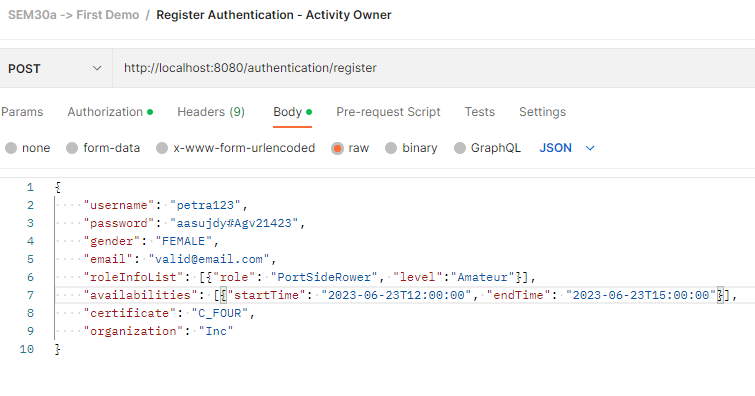 SEM30a -> First Demo / Register Authentication - Activity Owner
POST http://localhost:8080/authentication/register
Params Authorization Headers (9) Body Pre-request Script Tests Settings
none form-data x-www-form-urlencoded raw binary GraphQL JSON
1 {
2 "username": "petra123",
3 "password": "aasujdy#Agv21423",
4 "gender": "FEMALE",
5 "email": "valid@email.com",
6 "roleInfoList": [{"role": "PortSideRower", "level":"Amateur"}],
7 "availabilities": [{"startTime": "2023-06-23T12:00:00", "endTime": "2023-06-23T15:00:00"}],
8 "certificate": "C_FOUR",
9 "organization": "Inc"
10 }